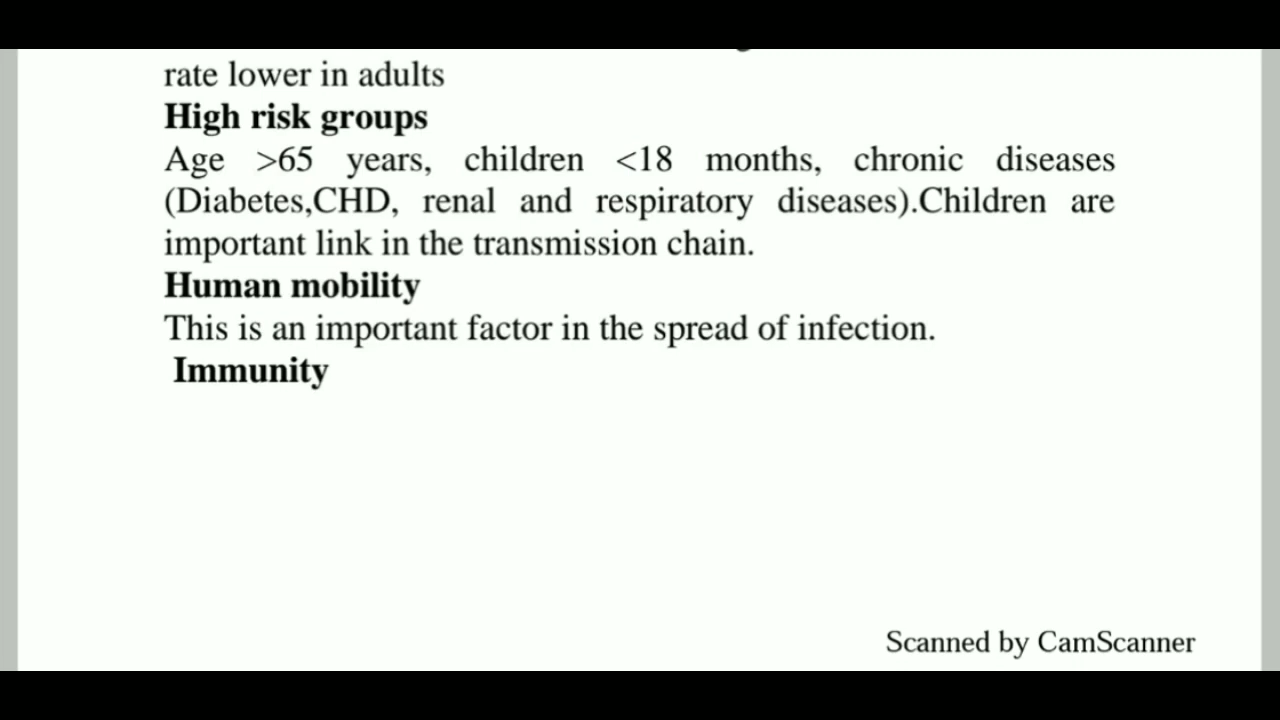 rate lower in adults
High risk groups
Age >65 years, children <18 months, chronic diseases
(Diabetes,CHD, renal and respiratory diseases).Children are
important link in the transmission chain.
Human mobility
This is an important factor in the spread of infection.
Immunity
Scanned by CamScanner